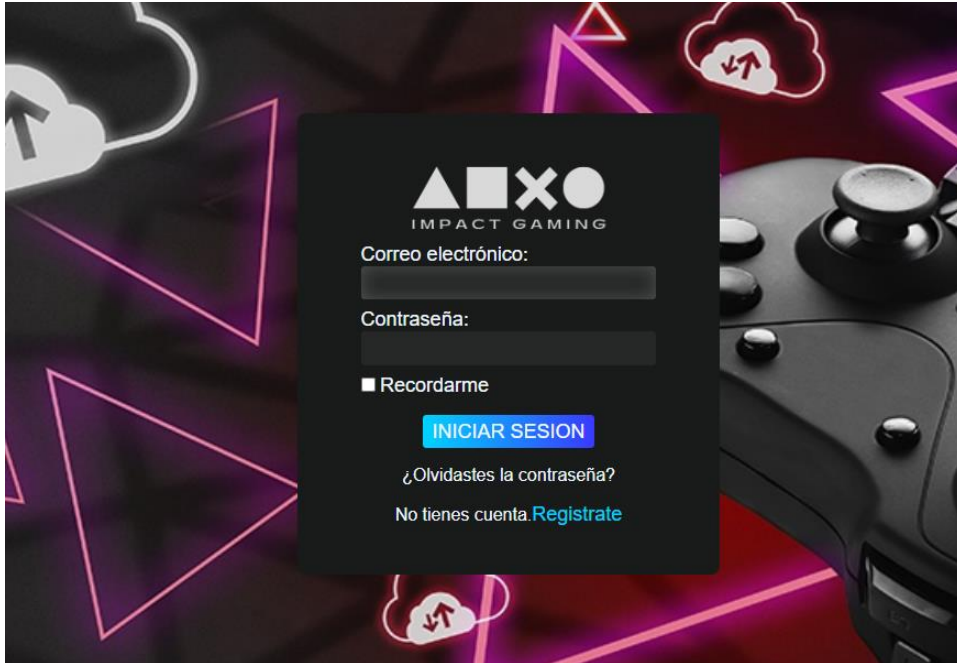 IMPACT GAMING
Correo electrónico:
Contraseña:
Recordarme
INICIAR SESION
¿Olvidastes la contraseña?
No tienes cuenta.Registrate